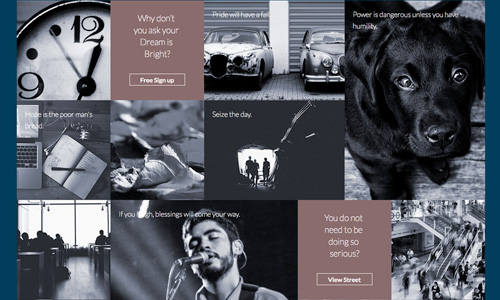 12
9
Why don't
you ask your
Dream is
Bright?
Free Sign up
Pride will have a fall
Power is dangerous unless you have
humility.
Hope is the poor man's
bread.
Seize the day.
If you laugh, blessings will come your way.
You do not
need to be
doing so
serious?
View Street